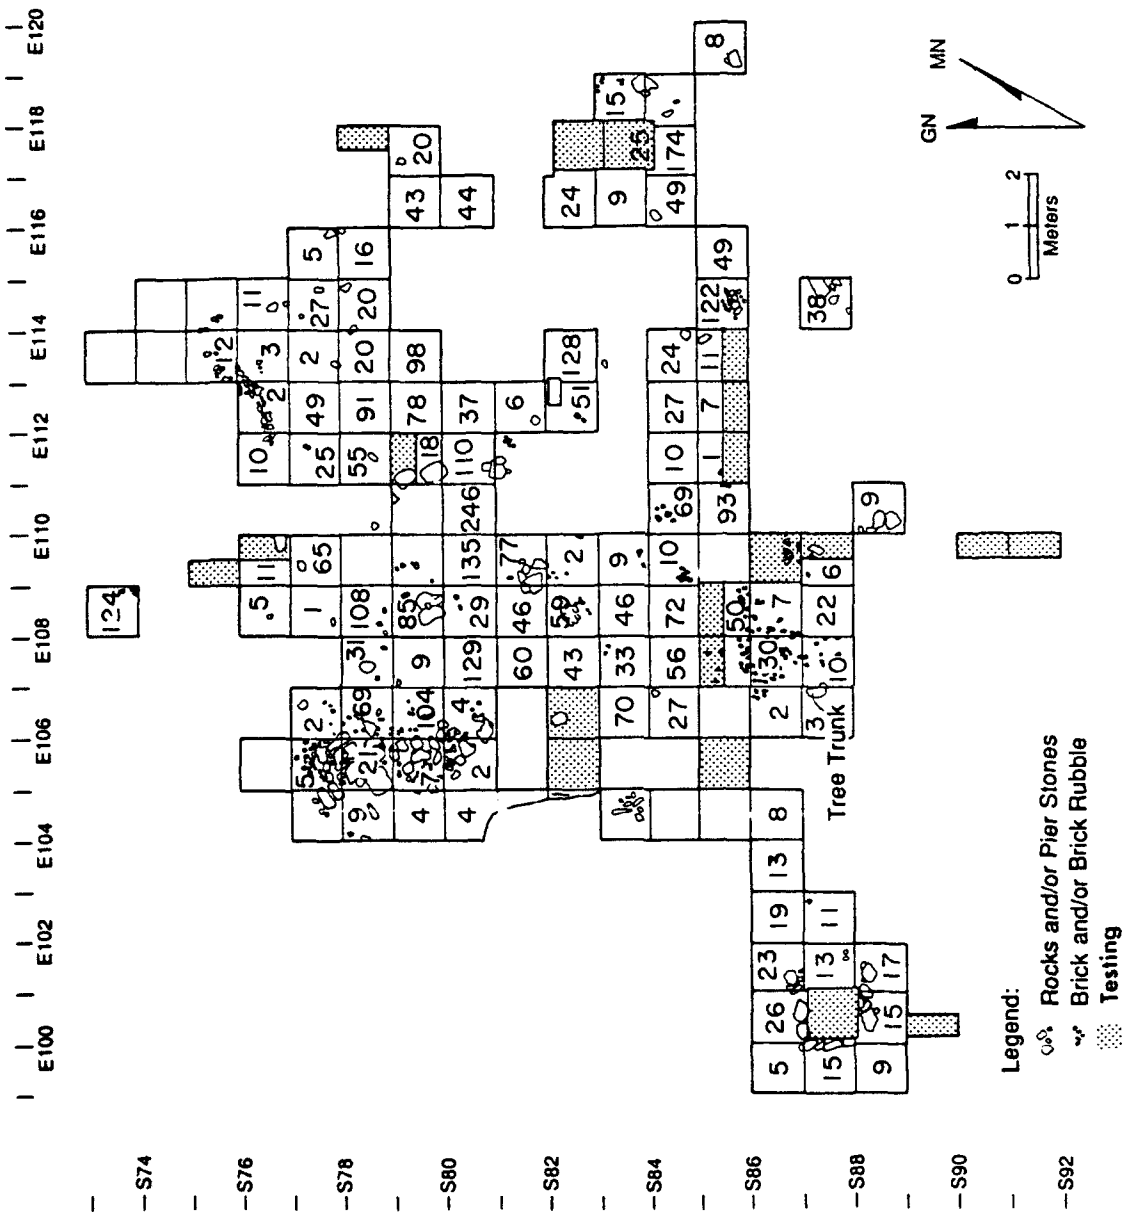 E120
8
15
E118
20 25 174
43 44 24 9 49
E116
5 16 49
11 27 20 122 38
E114
12 3 2 20 98 128 24 11
2 49 91 78 37 6 51 27 7
E112
10 25 55 18 110 10 1
246 69 93 9
E110
11 65 135 77 2 9 10 6
124 5 1 108 85 29 46 59 46 72 50 7 22
E108
31 9 129 60 43 33 56 30 10
2 69 104 4 70 27 2 3
E106
5 21 7 2
9 4 4 8
E104
13
19 11
E102
23 13 17
26 15
E100
5 15 9
S74
S76
S78
S80
S82
S84
S86
S88
S90
S92
Tree Trunk
GN
MN
0 1 2
Meters
Legend:
Rocks and/or Pier Stones
Brick and/or Brick Rubble
Testing